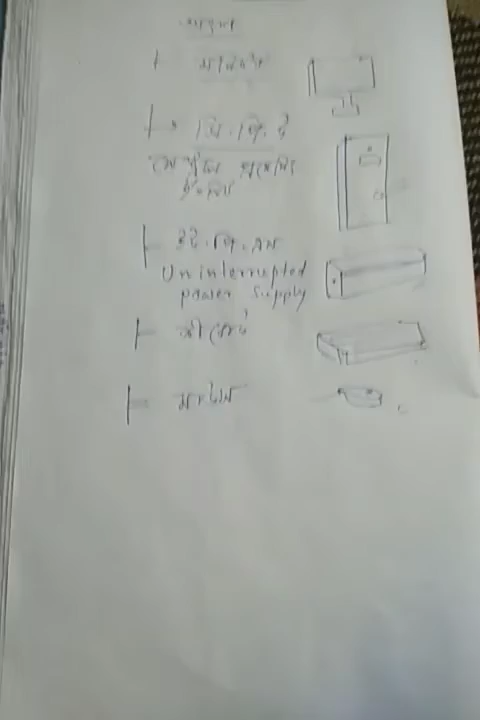 মনিটর
সি.পি.ইউ
সেন্ট্রাল প্রসেসিং
ইউনিট
ইউ.পি.এস
Uninterrupted
power supply
কীবোর্ড
মাউস